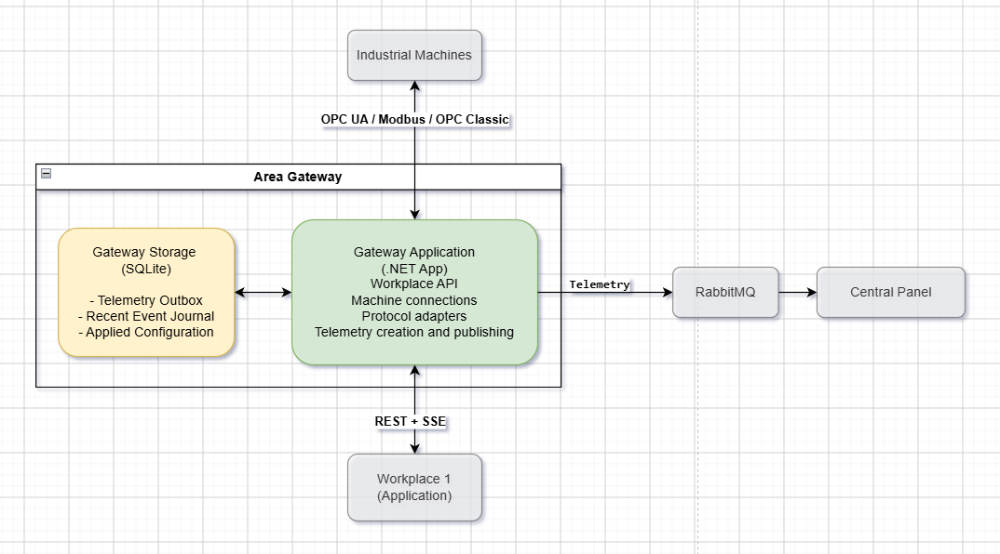 Industrial Machines
OPC UA / Modbus / OPC Classic
Area Gateway
Gateway Storage
(SQLite)
- Telemetry Outbox
- Recent Event Journal
- Applied Configuration
Gateway Application
(.NET App)
Workplace API
Machine connections
Protocol adapters
Telemetry creation and publishing
Telemetry
RabbitMQ
Central Panel
REST + SSE
Workplace 1
(Application)